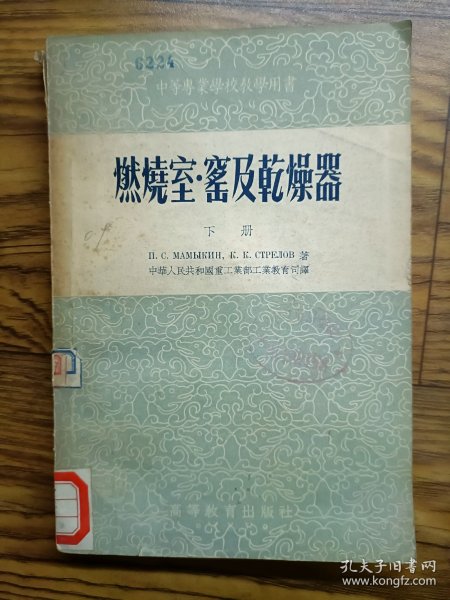 6224
中等專業學校教學用書
燃燒室·窰及乾燥器
下册
П. С. МАМЫКИН, К. К. СТРЕЛОВ 著
中華人民共和國重工業部工業教育司譯
高等教育出版社
孔夫子旧书网
www.kongfz.com